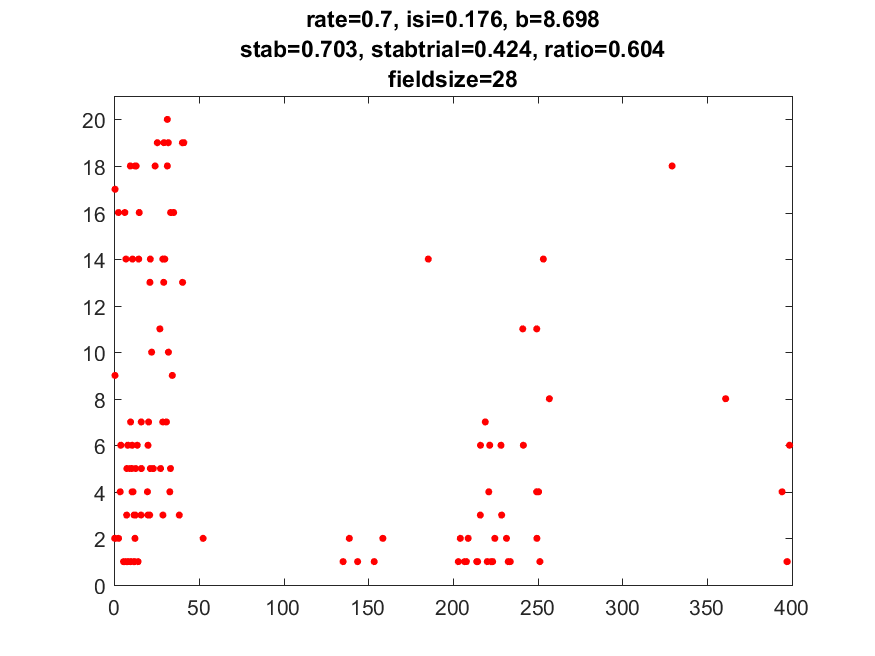 rate=0.7, isi=0.176, b=8.698
stab=0.703, stabtrial=0.424, ratio=0.604
fieldsize=28
20
18
16
14
12
10
8
6
4
2
0
0 50 100 150 200 250 300 350 400